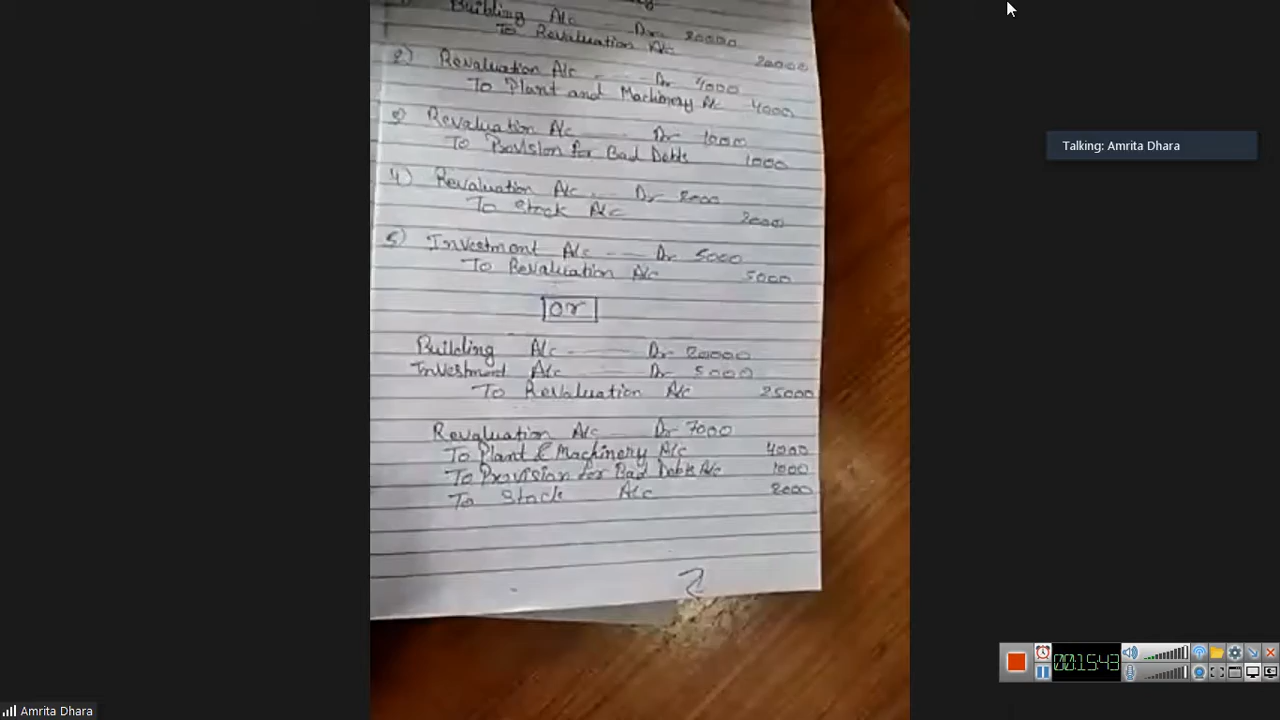 Building A/c Dr 20000
To Revaluation A/c 20000
2) Revaluation A/c ---- Dr 4000
To Plant and Machinery A/c 4000
3) Revaluation A/c ---- Dr 1000
To Provision for Bad Debts 1000
4) Revaluation A/c ---- Dr 2000
To Stock A/c 2000
5) Investment A/c ---- Dr 5000
To Revaluation A/c 5000
or
Building A/c ---- Dr 20000
Investment A/c ---- Dr 5000
To Revaluation A/c 25000
Revaluation A/c ---- Dr 7000
To Plant & Machinery A/c 4000
To Provision for Bad Debts A/c 1000
To Stock A/c 2000
Talking: Amrita Dhara
00:15:43
Amrita Dhara